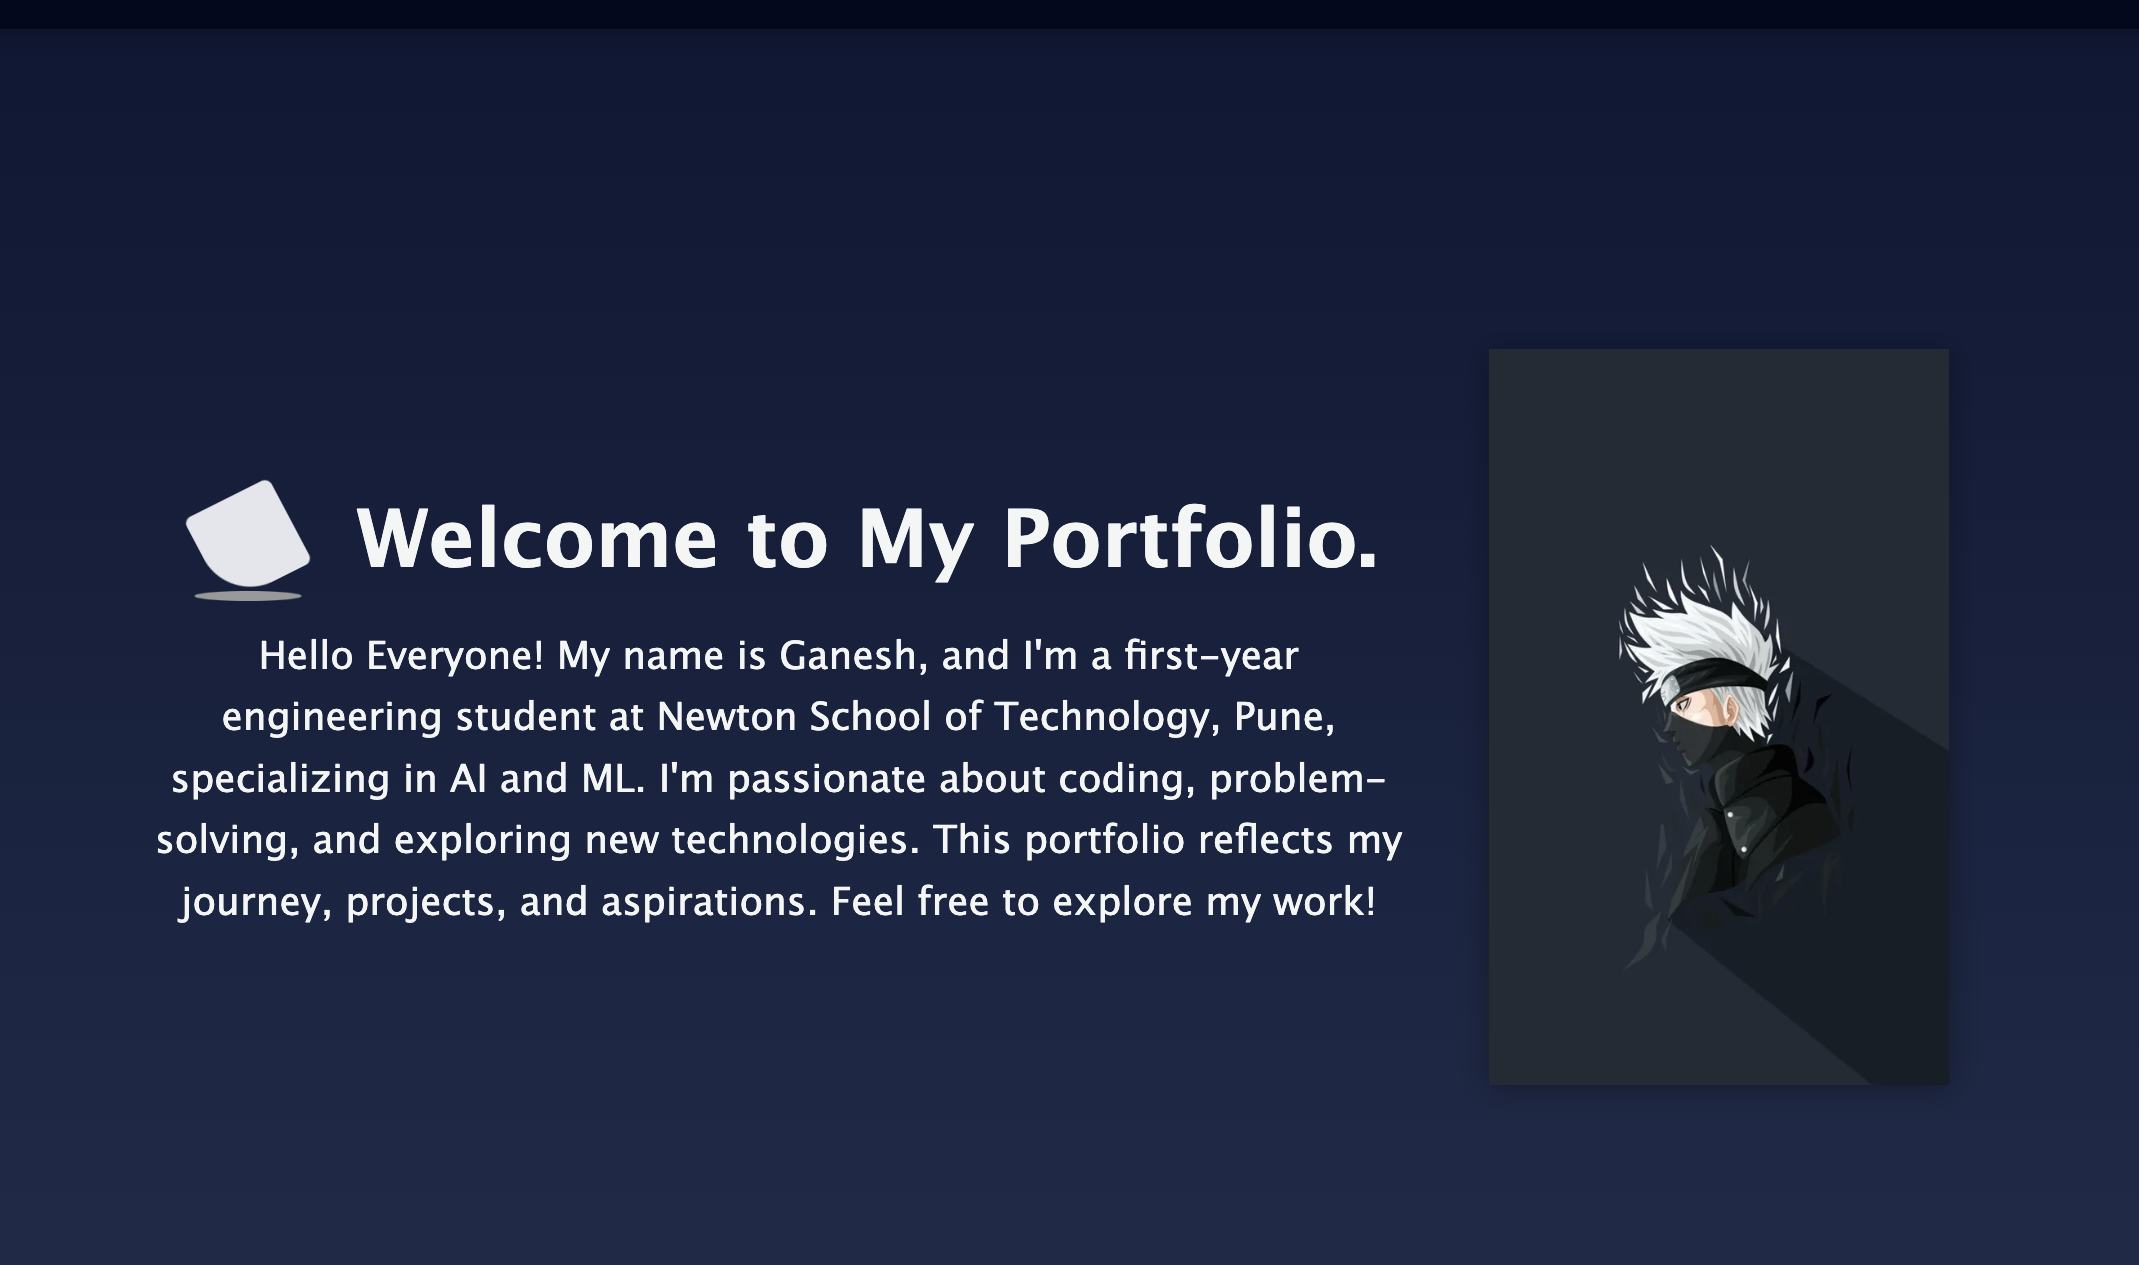 Welcome to My Portfolio.
Hello Everyone! My name is Ganesh, and I'm a first-year
engineering student at Newton School of Technology, Pune,
specializing in AI and ML. I'm passionate about coding, problem-
solving, and exploring new technologies. This portfolio reflects my
journey, projects, and aspirations. Feel free to explore my work!